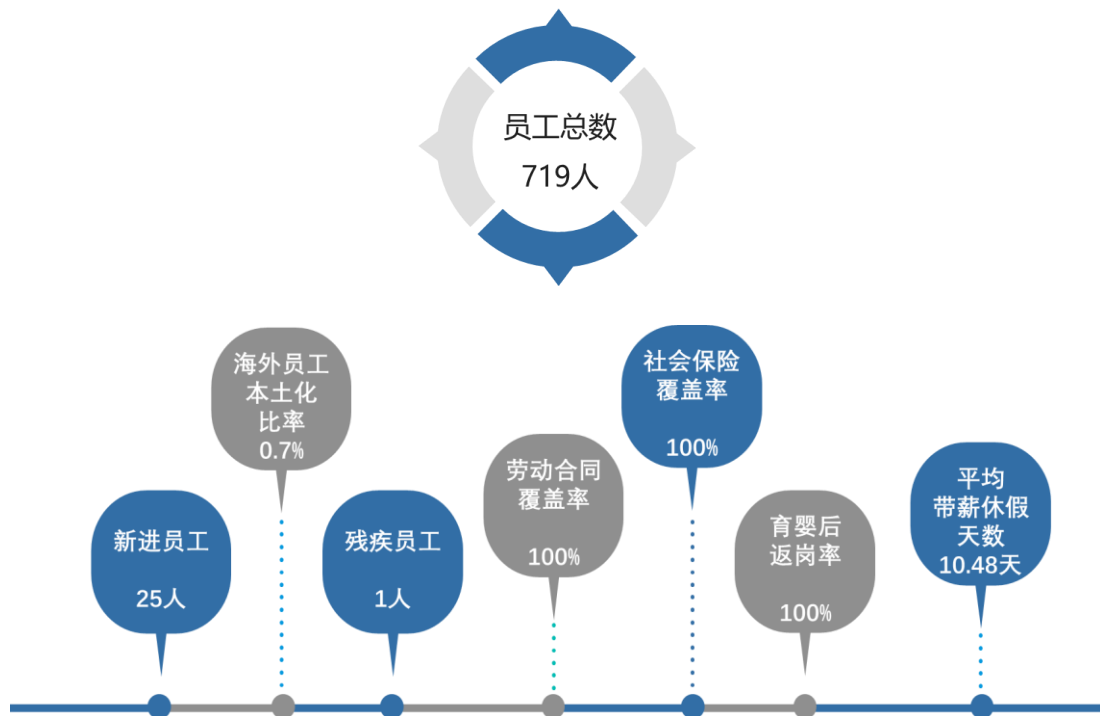 员工总数
719人
新进员工
25人
海外员工
本土化
比率
0.7%
残疾员工
1人
劳动合同
覆盖率
100%
社会保险
覆盖率
100%
育婴后
返岗率
100%
平均
带薪休假
天数
10.48天